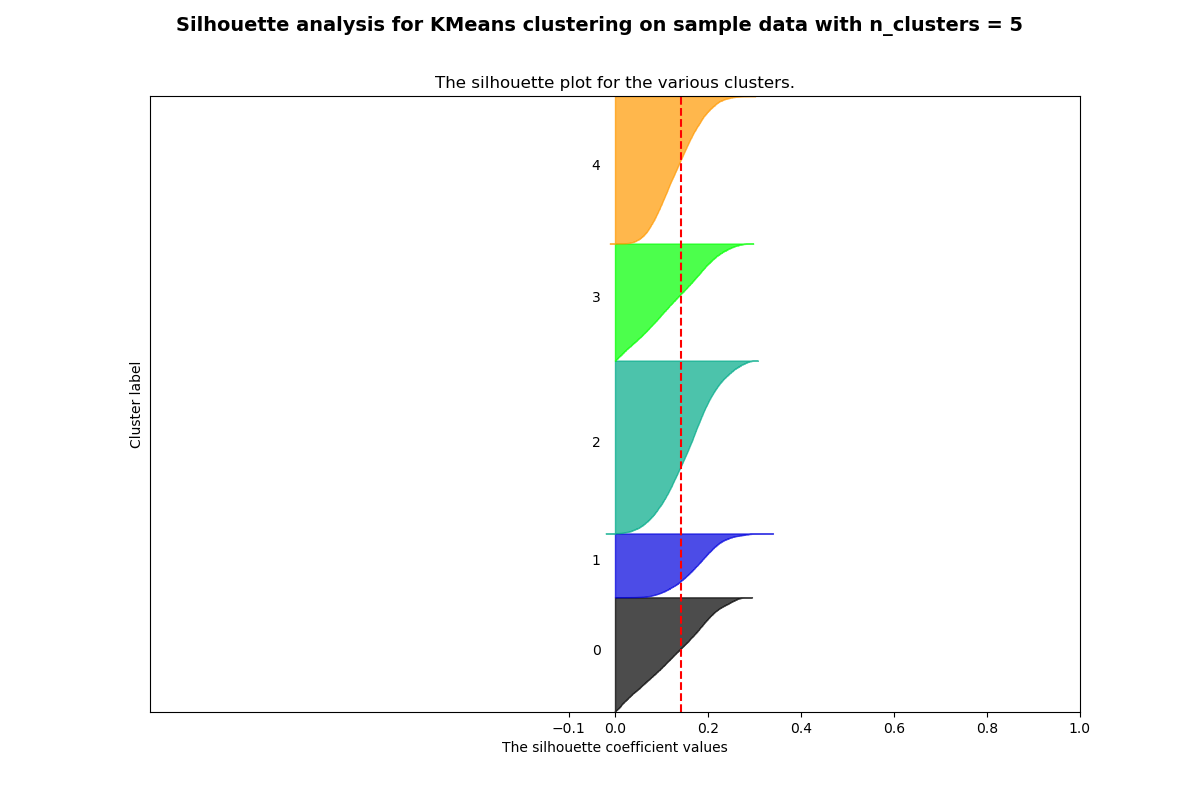 Silhouette analysis for KMeans clustering on sample data with n_clusters = 5
The silhouette plot for the various clusters.
4
3
2
1
0
Cluster label
−0.1 0.0 0.2 0.4 0.6 0.8 1.0
The silhouette coefficient values